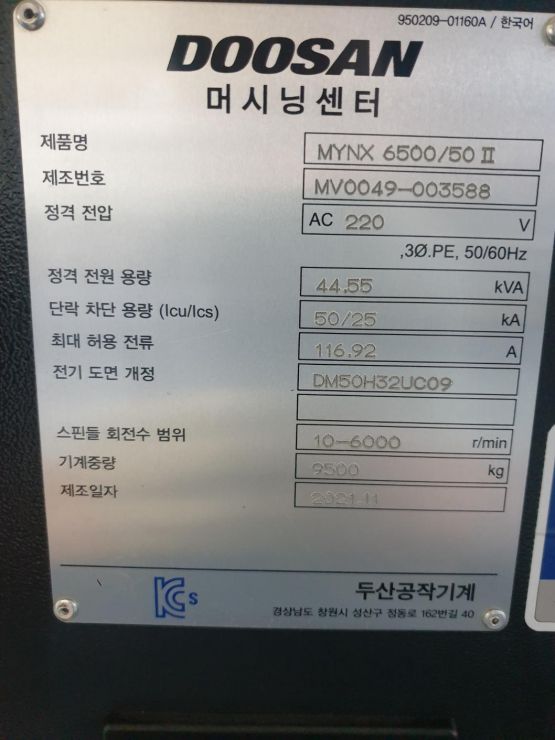 950209-01160A / 한국어
DOOSAN
머시닝센터
제품명 MYNX 6500/50 II
제조번호 MV0049-003588
정격 전압 AC 220 V
,3Ø.PE, 50/60Hz
정격 전원 용량 44.55 kVA
단락 차단 용량 (Icu/Ics) 50/25 kA
최대 허용 전류 116.92 A
전기 도면 개정 DM50H32UC09
스핀들 회전수 범위 10-6000 r/min
기계중량 9500 kg
제조일자 2021.11
KCs 두산공작기계
경상남도 창원시 성산구 정동로 162번길 40